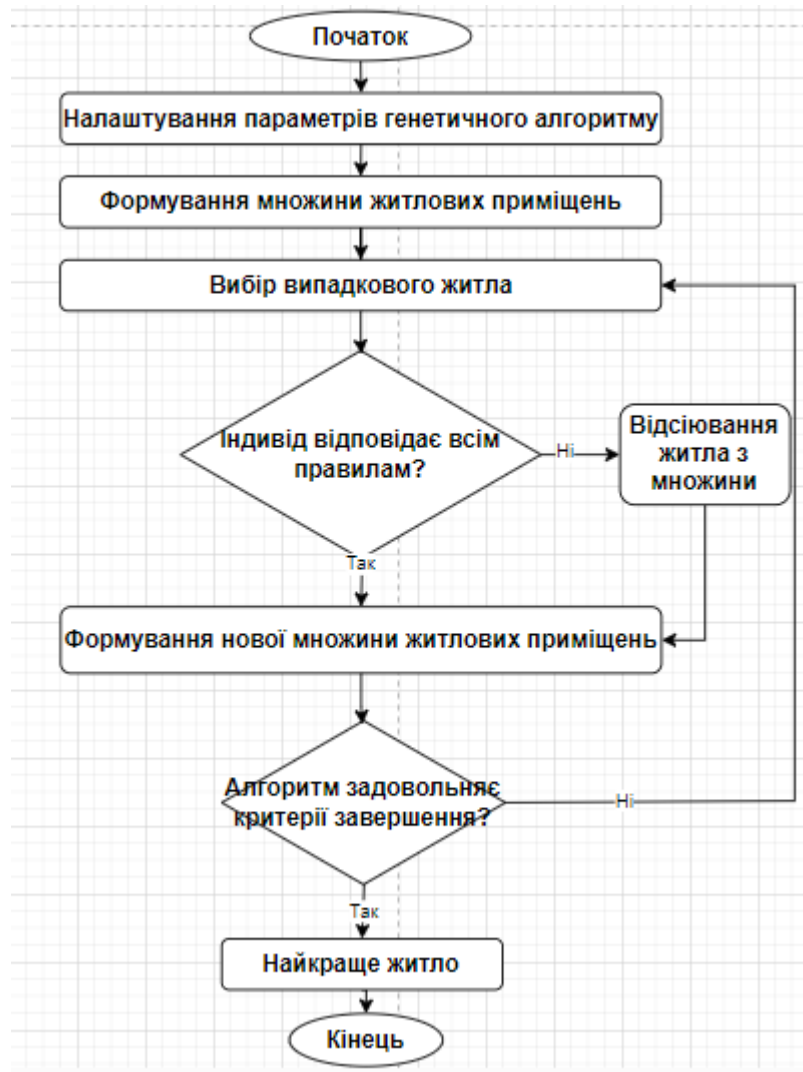 Початок
Налаштування параметрів генетичного алгоритму
Формування множини житлових приміщень
Вибір випадкового житла
Індивід відповідає всім
правилам?
Ні
Відсіювання
житла з
множини
Так
Формування нової множини житлових приміщень
Алгоритм задовольняє
критерії завершення?
Ні
Так
Найкраще житло
Кінець